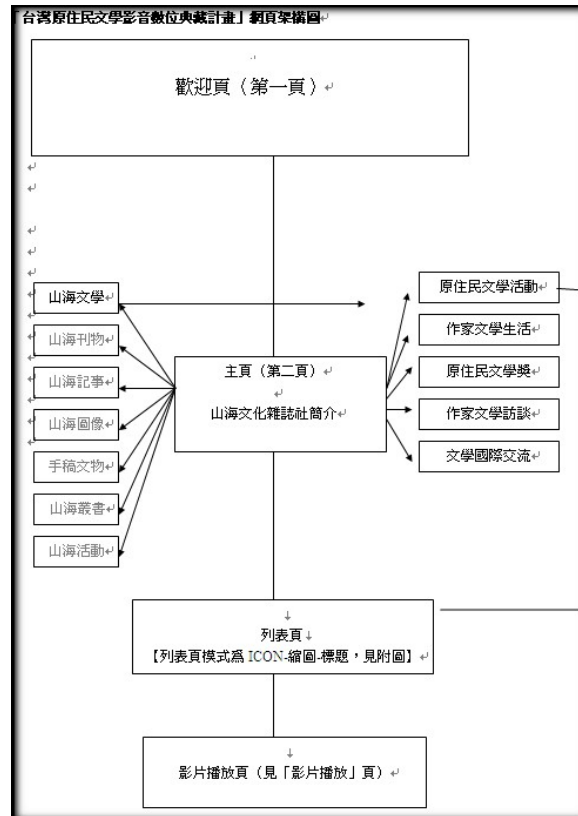 「台灣原住民文學影音數位典藏計畫」網頁架構圖
歡迎頁（第一頁）
山海文學
山海刊物
山海記事
山海圖像
手稿文物
山海叢書
山海活動
主頁（第二頁）
山海文化雜誌社簡介
原住民文學活動
作家文學生活
原住民文學獎
作家文學訪談
文學國際交流
列表頁
【列表頁模式為 ICON-縮圖-標題，見附圖】
影片播放頁（見「影片播放」頁）